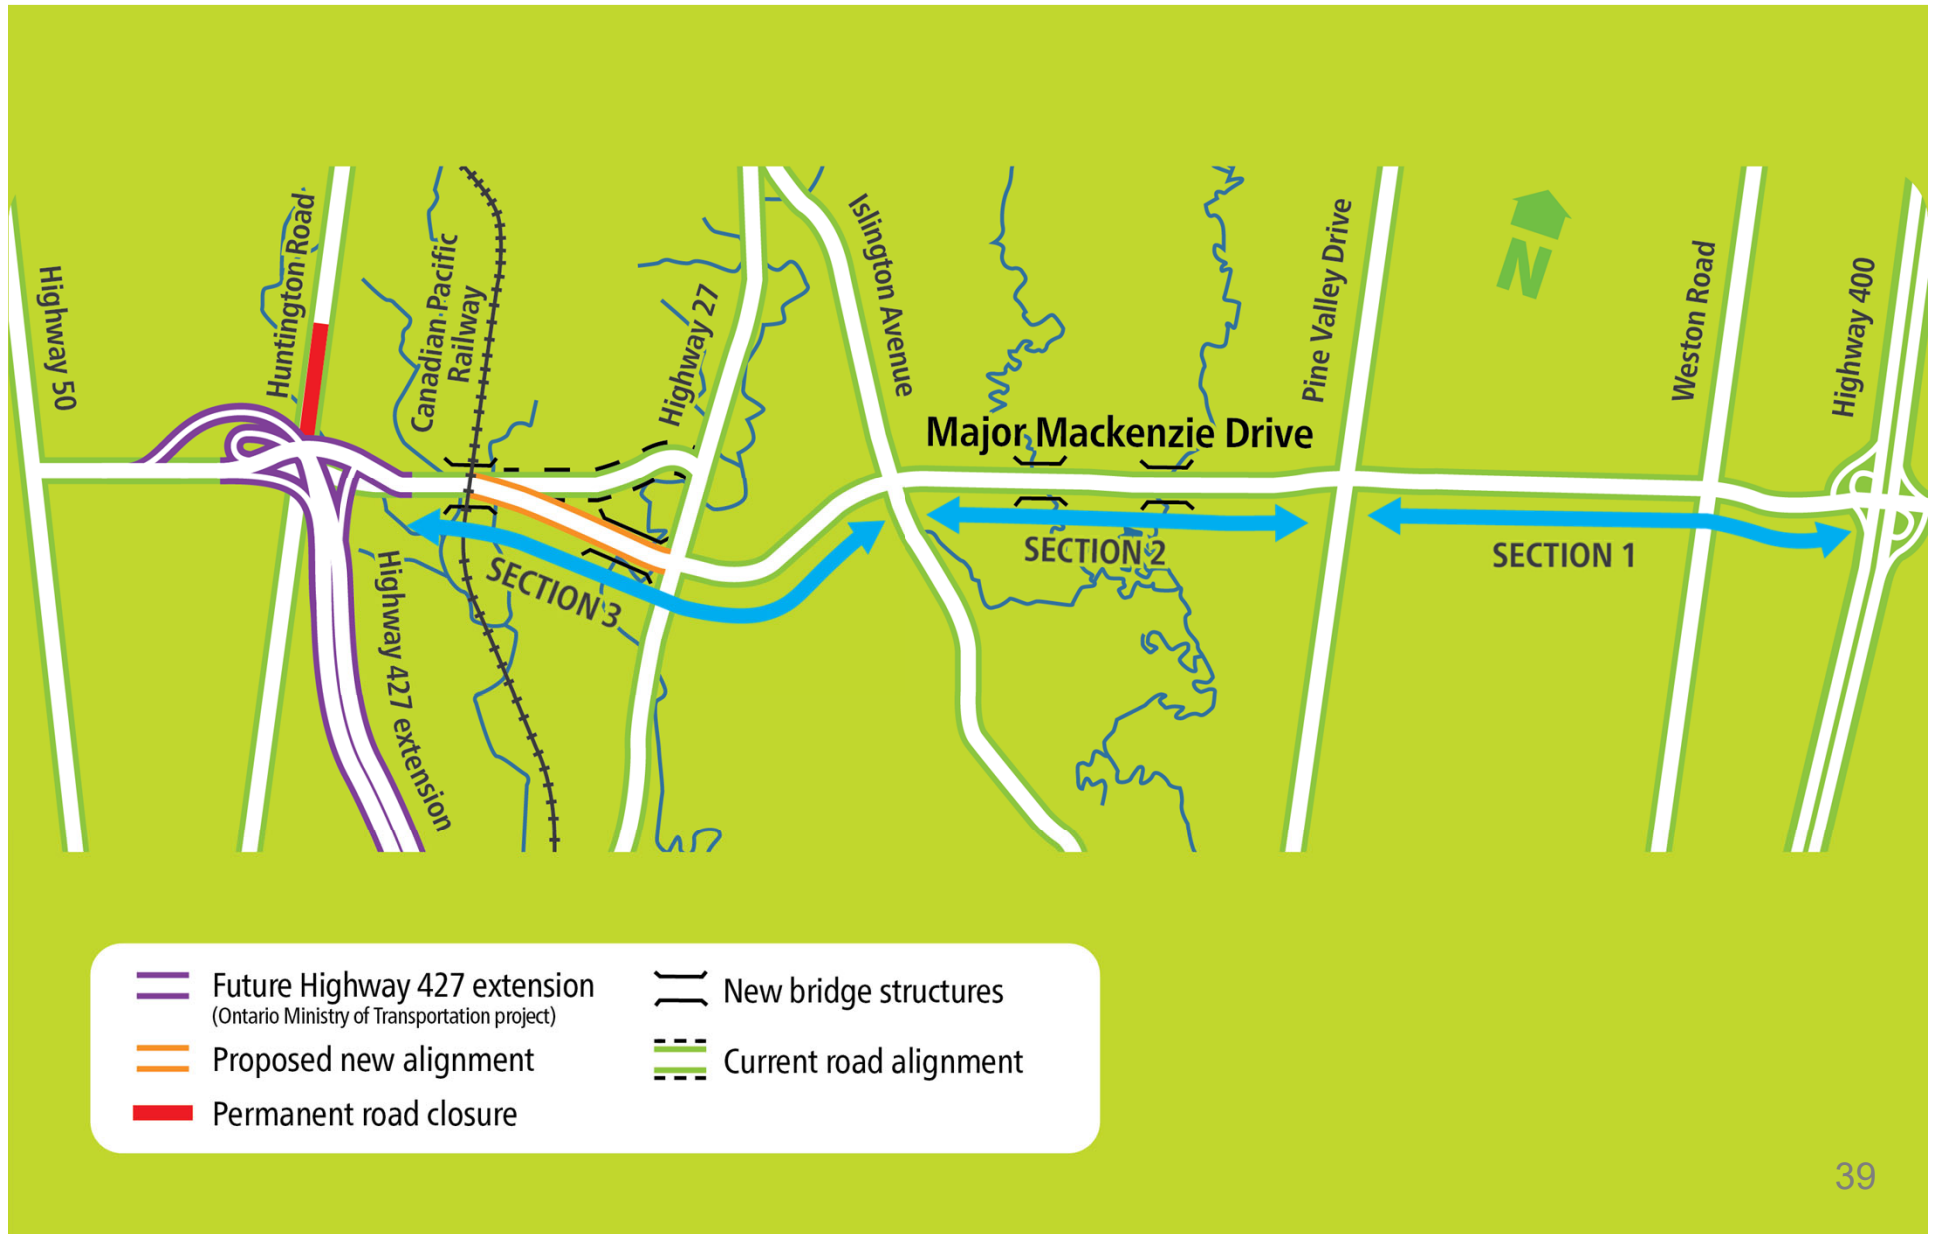 Highway 50
Huntington Road
Canadian Pacific
Railway
Highway 27
Islington Avenue
Pine Valley Drive
N
Weston Road
Highway 400
Major Mackenzie Drive
SECTION 3
SECTION 2
SECTION 1
Highway 427 extension
Future Highway 427 extension
(Ontario Ministry of Transportation project)
Proposed new alignment
Permanent road closure
New bridge structures
Current road alignment
39